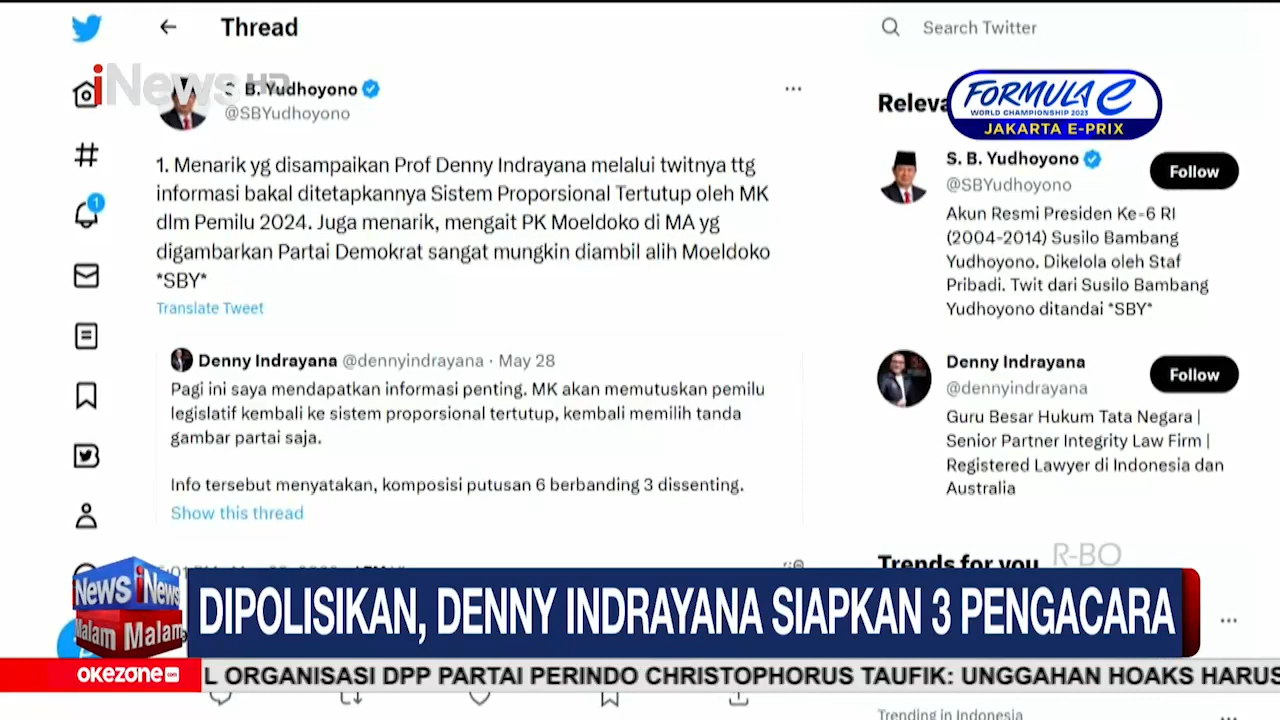 Thread
Search Twitter
iNews HD
S. B. Yudhoyono
@SBYudhoyono
1. Menarik yg disampaikan Prof Denny Indrayana melalui twitnya ttg
informasi bakal ditetapkannya Sistem Proporsional Tertutup oleh MK
dlm Pemilu 2024. Juga menarik, mengait PK Moeldoko di MA yg
digambarkan Partai Demokrat sangat mungkin diambil alih Moeldoko
*SBY*
Translate Tweet
Denny Indrayana @dennyindrayana · May 28
Pagi ini saya mendapatkan informasi penting. MK akan memutuskan pemilu
legislatif kembali ke sistem proporsional tertutup, kembali memilih tanda
gambar partai saja.
Info tersebut menyatakan, komposisi putusan 6 berbanding 3 dissenting.
Show this thread
1
FORMULA E
WORLD CHAMPIONSHIP 2023
JAKARTA E-PRIX
S. B. Yudhoyono
@SBYudhoyono
Follow
Akun Resmi Presiden Ke-6 RI
(2004-2014) Susilo Bambang
Yudhoyono. Dikelola oleh Staf
Pribadi. Twit dari Susilo Bambang
Yudhoyono ditandai *SBY*
Denny Indrayana
@dennyindrayana
Follow
Guru Besar Hukum Tata Negara |
Senior Partner Integrity Law Firm |
Registered Lawyer di Indonesia dan
Australia
Trends for you
R-BO
News iNews
Malam Malam
DIPOLISIKAN, DENNY INDRAYANA SIAPKAN 3 PENGACARA
OKEZONE.com
L ORGANISASI DPP PARTAI PERINDO CHRISTOPHORUS TAUFIK: UNGGAHAN HOAKS HARUS
Trending in Indonesia